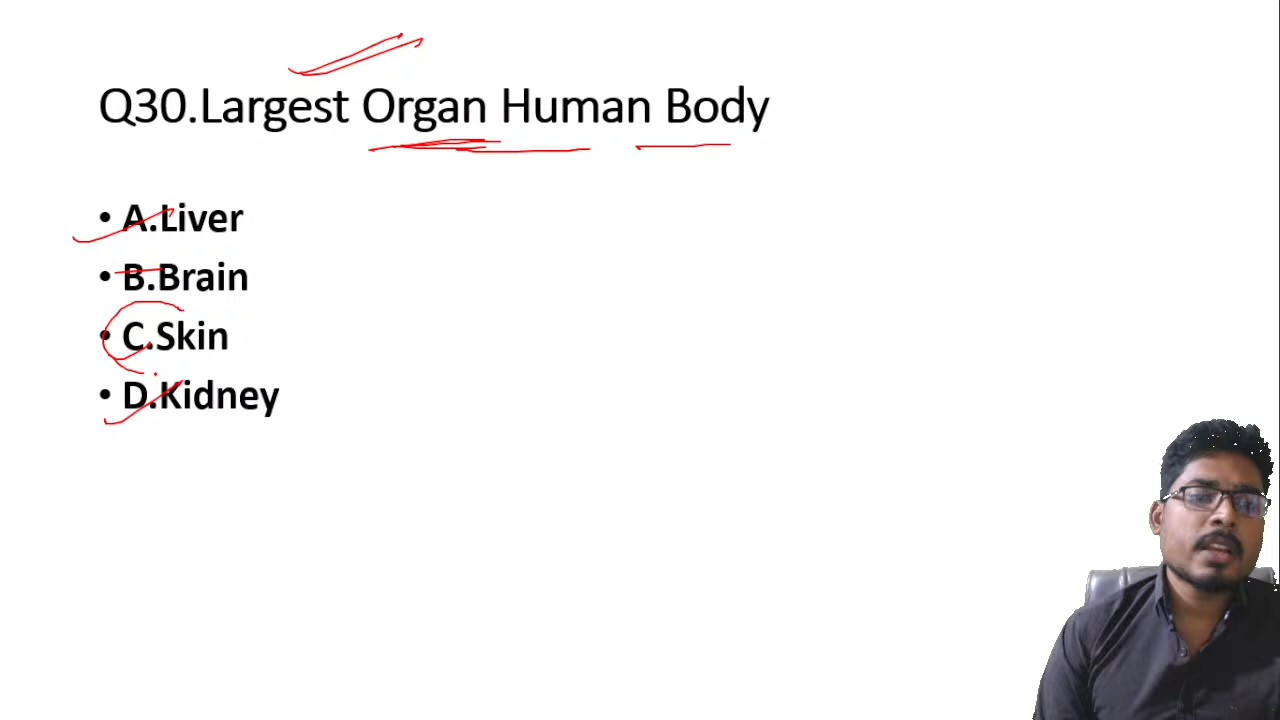 Q30.Largest Organ Human Body
• A.Liver
• B.Brain
• C.Skin
• D.Kidney